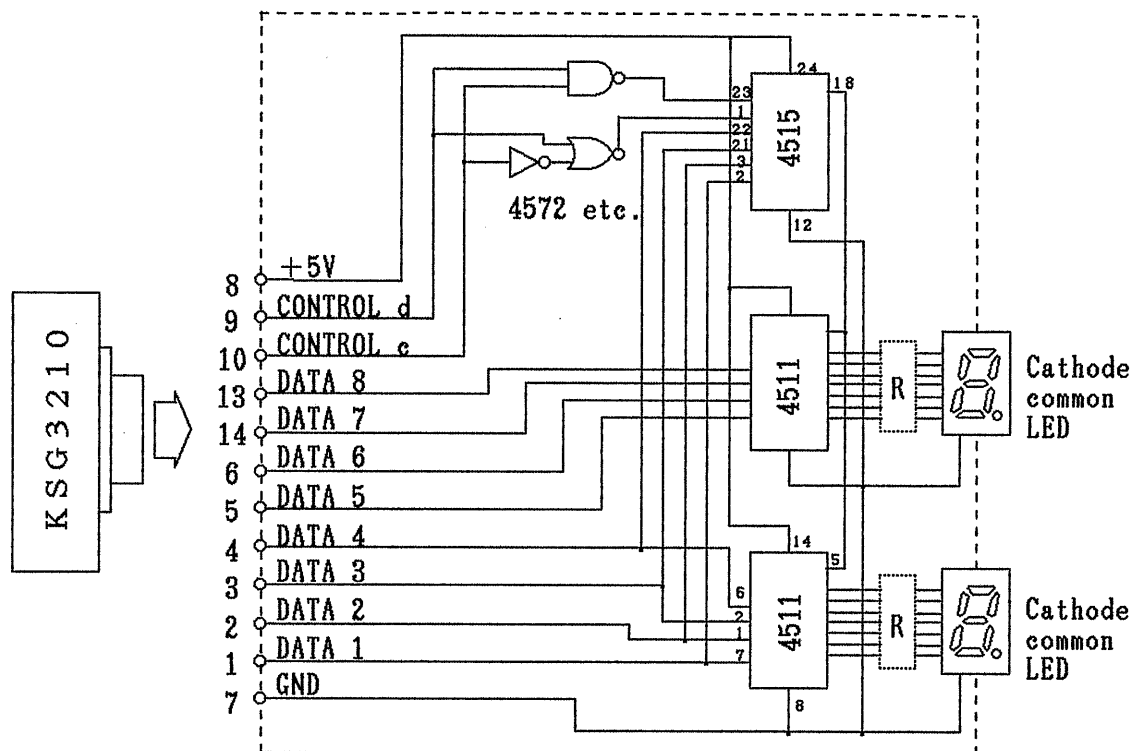 24
18
23
1
22
21
3
2
4515
12
4572 etc.
8 +5V
9 CONTROL d
10 CONTROL c
13 DATA 8
14 DATA 7
6 DATA 6
5 DATA 5
4 DATA 4
3 DATA 3
2 DATA 2
1 DATA 1
7 GND
KSG3210
4511
R
Cathode
common
LED
14
5
6
2
1
7
4511
8
R
Cathode
common
LED